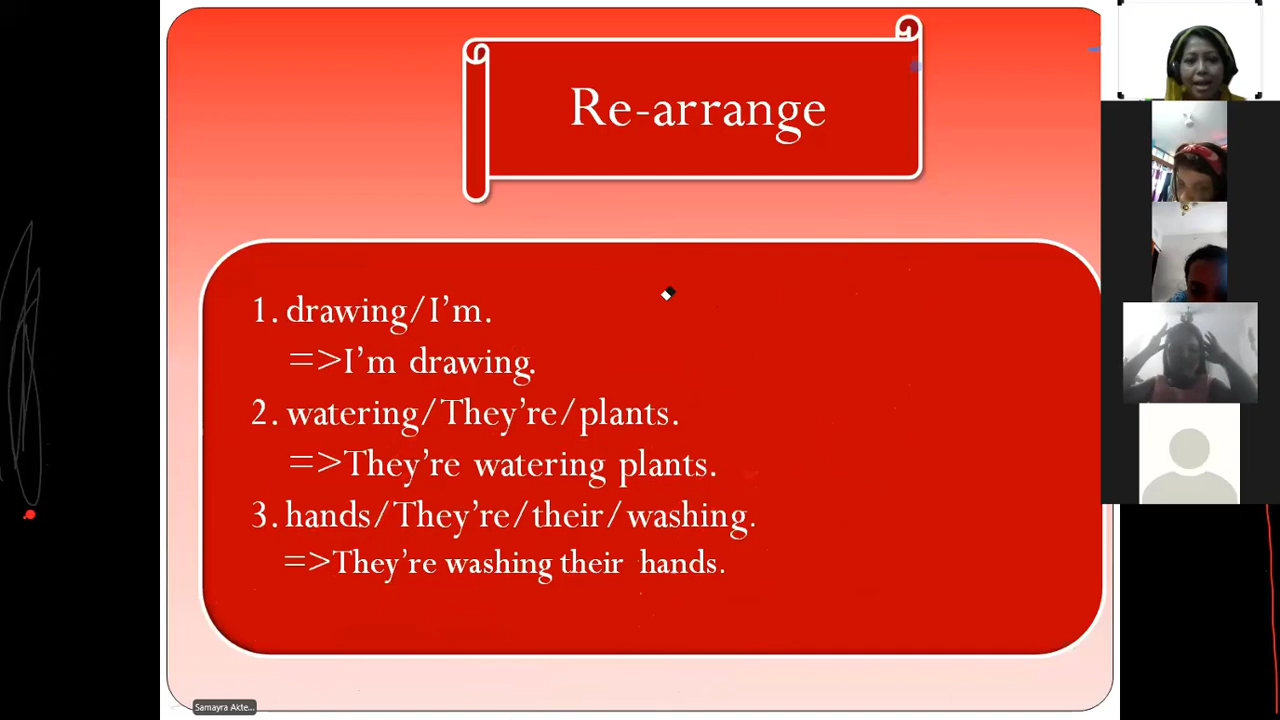 Re-arrange
1. drawing/I’m.
=>I’m drawing.
2. watering/They’re/plants.
=>They’re watering plants.
3. hands/They’re/their/washing.
=>They’re washing their hands.
Samayra Akte...